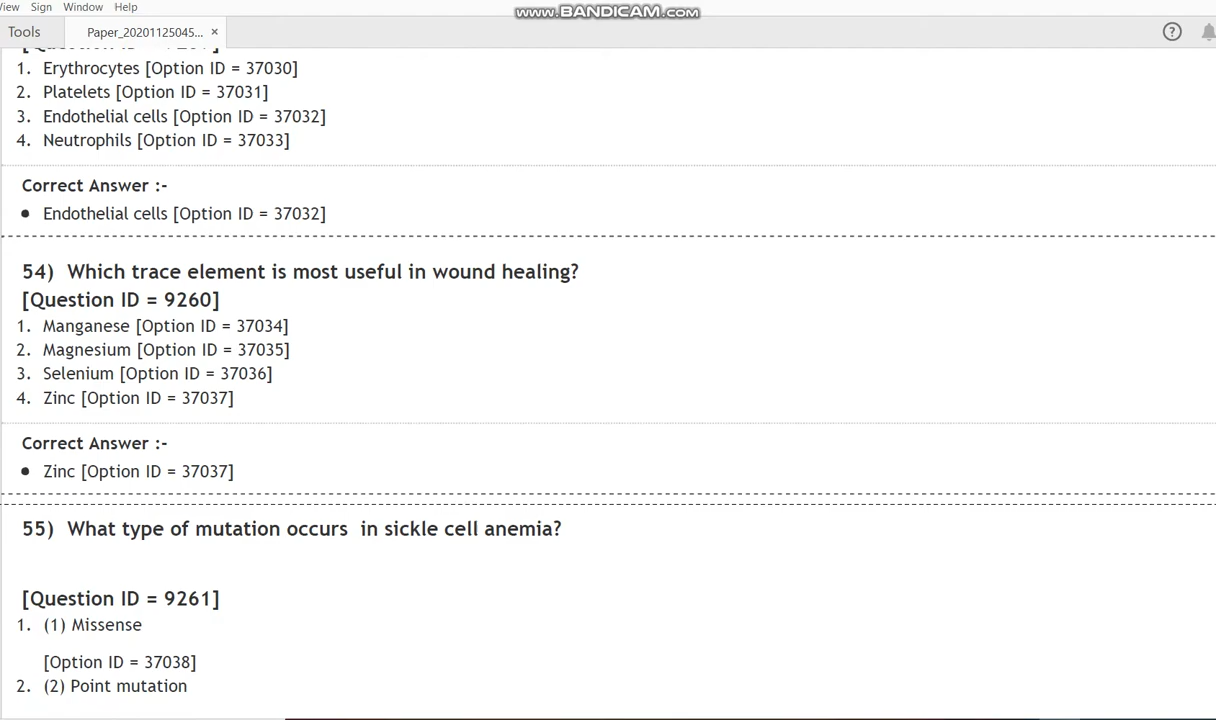 View Sign Window Help
www.BANDICAM.com
Tools Paper_20201125045... ×
1. Erythrocytes [Option ID = 37030]
2. Platelets [Option ID = 37031]
3. Endothelial cells [Option ID = 37032]
4. Neutrophils [Option ID = 37033]
Correct Answer :-
• Endothelial cells [Option ID = 37032]
54) Which trace element is most useful in wound healing?
[Question ID = 9260]
1. Manganese [Option ID = 37034]
2. Magnesium [Option ID = 37035]
3. Selenium [Option ID = 37036]
4. Zinc [Option ID = 37037]
Correct Answer :-
• Zinc [Option ID = 37037]
55) What type of mutation occurs in sickle cell anemia?
[Question ID = 9261]
1. (1) Missense
[Option ID = 37038]
2. (2) Point mutation